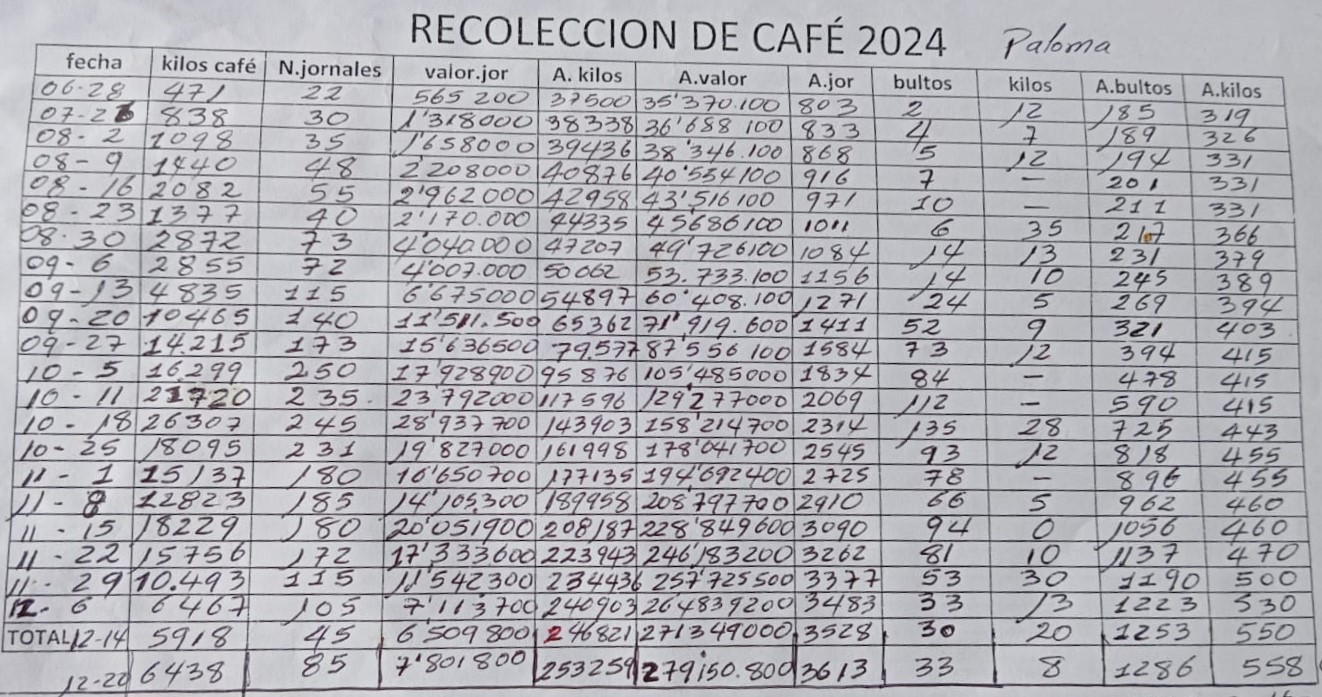 RECOLECCION DE CAFÉ 2024 Paloma
fecha kilos café N.jornales valor.jor A. kilos A.valor A.jor bultos kilos A.bultos A.kilos
06-28 471 22 565 200 37500 35'370.100 803 2 12 185 319
07-26 838 30 1'318000 38338 36'688 100 833 4 7 189 326
08-2 1098 35 1'658000 39436 38'346.100 868 5 12 194 331
08-9 1440 48 2208000 40876 40'554100 916 7 — 201 331
08-16 2082 55 2'962000 42958 43'516100 971 10 — 211 331
08-23 1377 40 2'170.000 44335 45686100 1011 6 35 217 366
08-30 2872 73 4'040.000 47207 49'726100 1084 14 13 231 379
09-6 2855 72 4'007.000 50062 53.733.100 1156 14 10 245 389
09-13 4835 115 6'675000 54897 60'408.100 1271 24 5 269 394
09-20 10465 140 11'511.500 65362 71'919.600 1411 52 9 321 403
09-27 14.215 173 15'636500 79.577 87'556 100 1584 73 12 394 415
10-5 16299 250 17'928900 95876 105'485000 1834 84 — 478 415
10-11 21720 235 23'792000 117596 129'277000 2069 112 — 590 415
10-18 26307 245 28'937700 143903 158'214700 2314 135 28 725 443
10-25 18095 231 19'827000 161998 178'041700 2545 93 12 818 455
11-1 15137 180 16'650700 177135 194'692400 2725 78 — 896 455
11-8 12823 185 14'105.300 189958 208'797700 2910 66 5 962 460
11-15 18229 180 20'051900 208187 228'849600 3090 94 0 1056 460
11-22 15756 172 17'333600 223943 246'183200 3262 81 10 1137 470
11-29 10.493 115 11'542300 234436 257'725500 3377 53 30 1190 500
12-6 6467 105 7'113700 240903 264839200 3483 33 13 1223 530
TOTAL 12-14 5918 45 6 509 800 246821 271349000 3528 30 20 1253 550
12-20 6438 85 7'801800 253259 279150.800 3613 33 8 1286 558